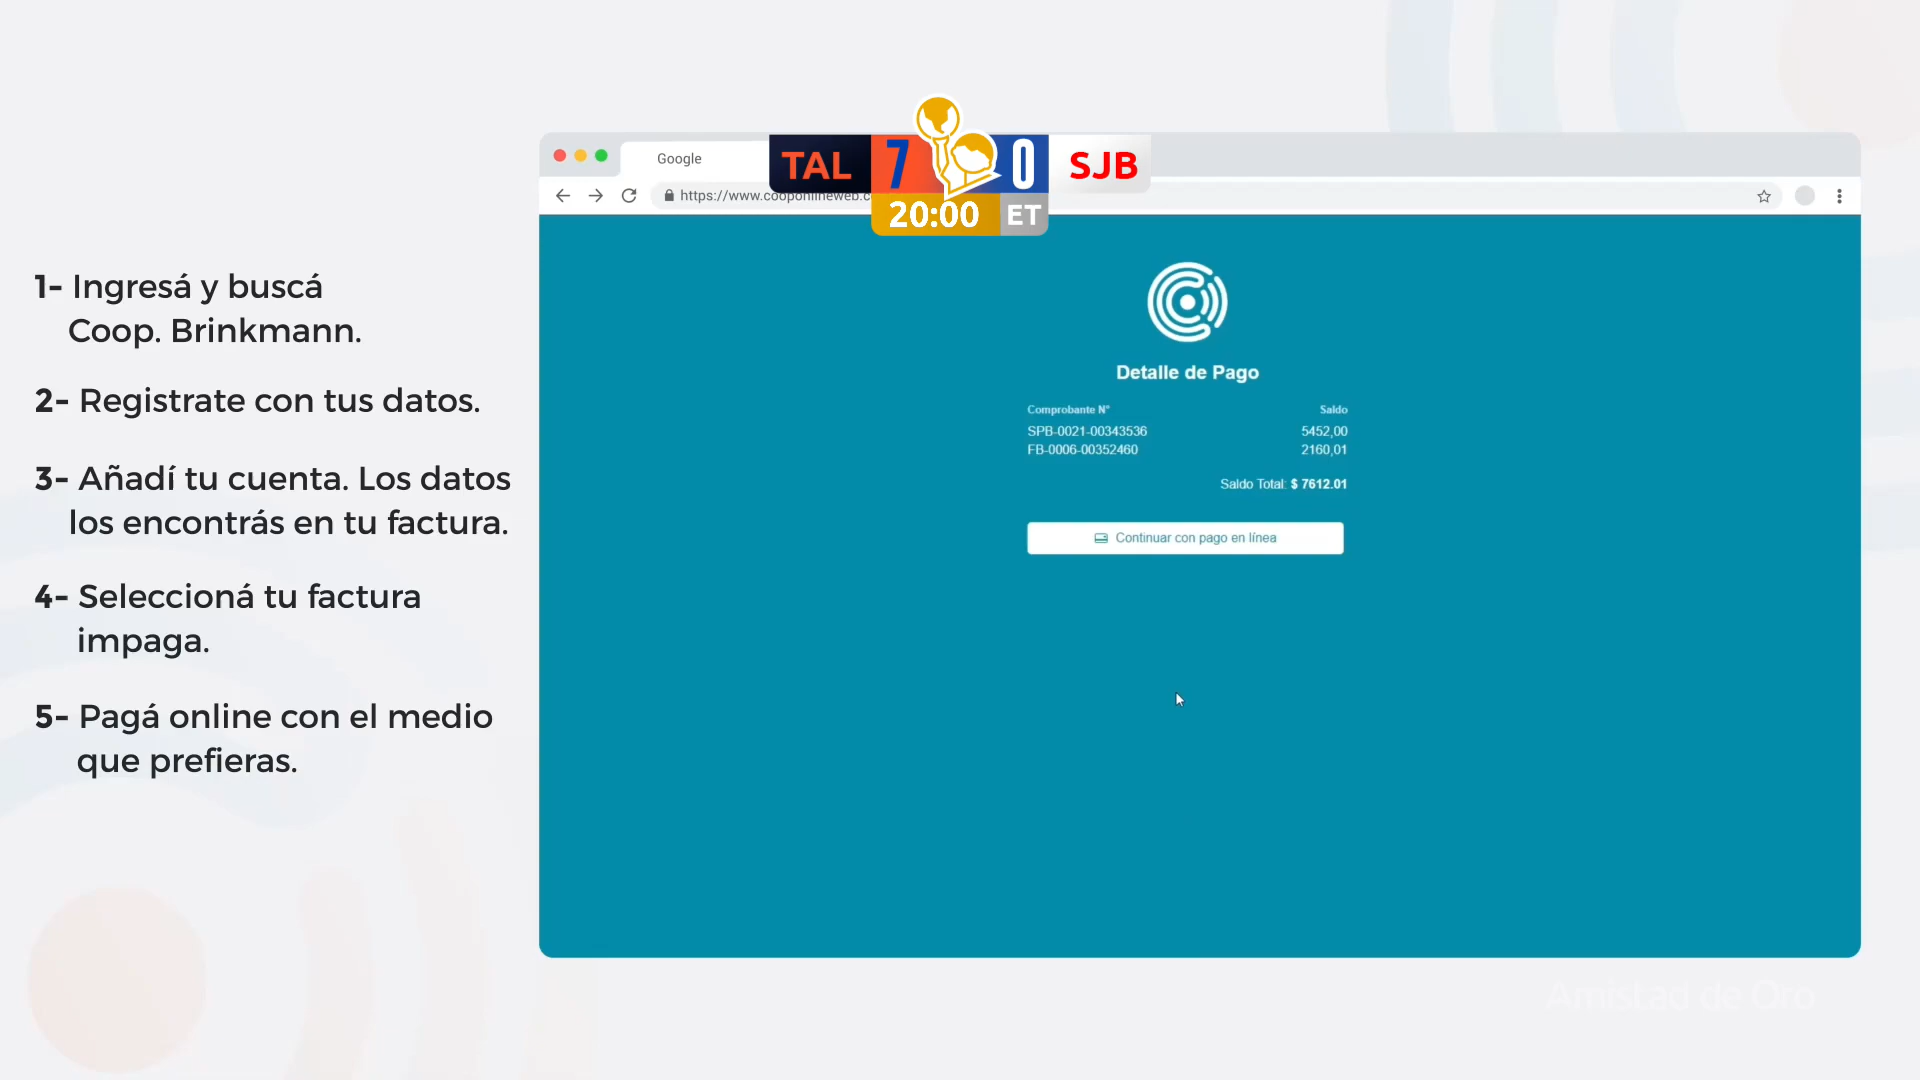 TAL 7 0 SJB
20:00 ET
Google
https://www.cooponlineweb.c
1- Ingresá y buscá
Coop. Brinkmann.
2- Registrate con tus datos.
3- Añadí tu cuenta. Los datos
los encontrás en tu factura.
4- Seleccioná tu factura
impaga.
5- Pagá online con el medio
que prefieras.
Detalle de Pago
Comprobante N° Saldo
SPB-0021-00343536 5452,00
FB-0006-00352460 2160,01
Saldo Total: $ 7612.01
Continuar con pago en línea
Amistad de Oro